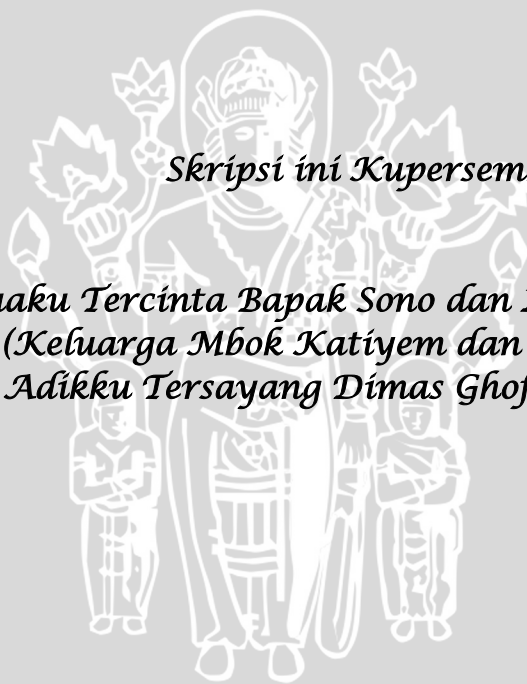 Skripsi ini Kupersem
uaku Tercinta Bapak Sono dan
(Keluarga Mbok Katiyem dan
Adikku Tersayang Dimas Ghof